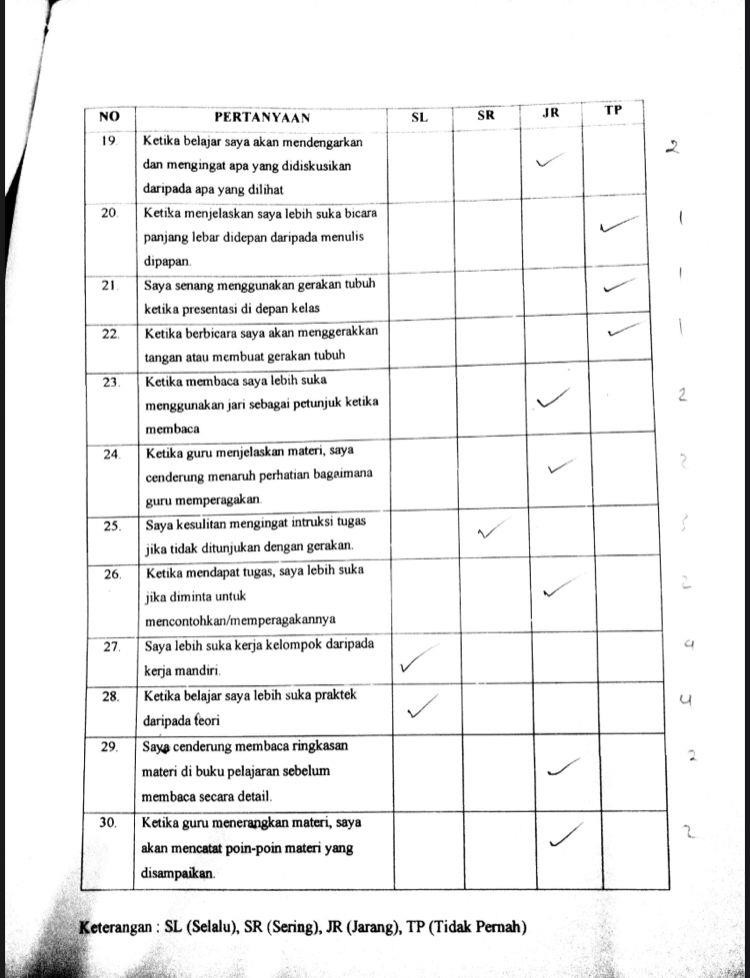 NO PERTANYAAN SL SR JR TP
19. Ketika belajar saya akan mendengarkan ✓ 2
dan mengingat apa yang didiskusikan
daripada apa yang dilihat
20. Ketika menjelaskan saya lebih suka bicara ✓ 1
panjang lebar didepan daripada menulis
dipapan.
21. Saya senang menggunakan gerakan tubuh ✓ 1
ketika presentasi di depan kelas
22. Ketika berbicara saya akan menggerakkan ✓ 1
tangan atau membuat gerakan tubuh
23. Ketika membaca saya lebih suka ✓ 2
menggunakan jari sebagai petunjuk ketika
membaca
24. Ketika guru menjelaskan materi, saya ✓ 2
cenderung menaruh perhatian bagaimana
guru memperagakan.
25. Saya kesulitan mengingat intruksi tugas ✓ 3
jika tidak ditunjukan dengan gerakan.
26. Ketika mendapat tugas, saya lebih suka ✓ 2
jika diminta untuk
mencontohkan/memperagakannya
27. Saya lebih suka kerja kelompok daripada ✓ 4
kerja mandiri.
28. Ketika belajar saya lebih suka praktek ✓ 4
daripada teori
29. Saya cenderung membaca ringkasan ✓ 2
materi di buku pelajaran sebelum
membaca secara detail.
30. Ketika guru menerangkan materi, saya ✓ 2
akan mencatat poin-poin materi yang
disampaikan.
Keterangan : SL (Selalu), SR (Sering), JR (Jarang), TP (Tidak Pernah)